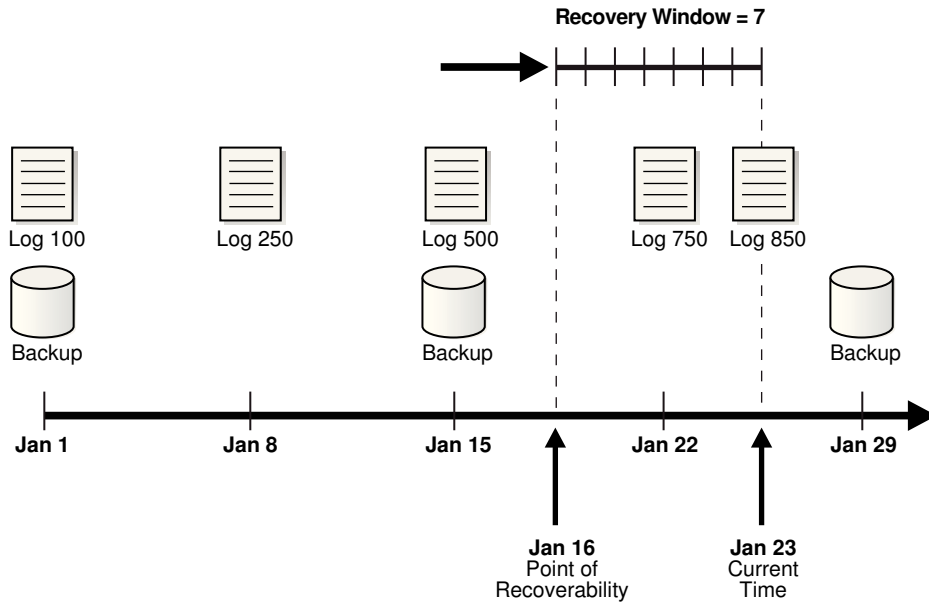 Recovery Window = 7
Log 100
Log 250
Log 500
Log 750
Log 850
Backup
Backup
Backup
Jan 1
Jan 8
Jan 15
Jan 22
Jan 29
Jan 16
Point of
Recoverability
Jan 23
Current
Time